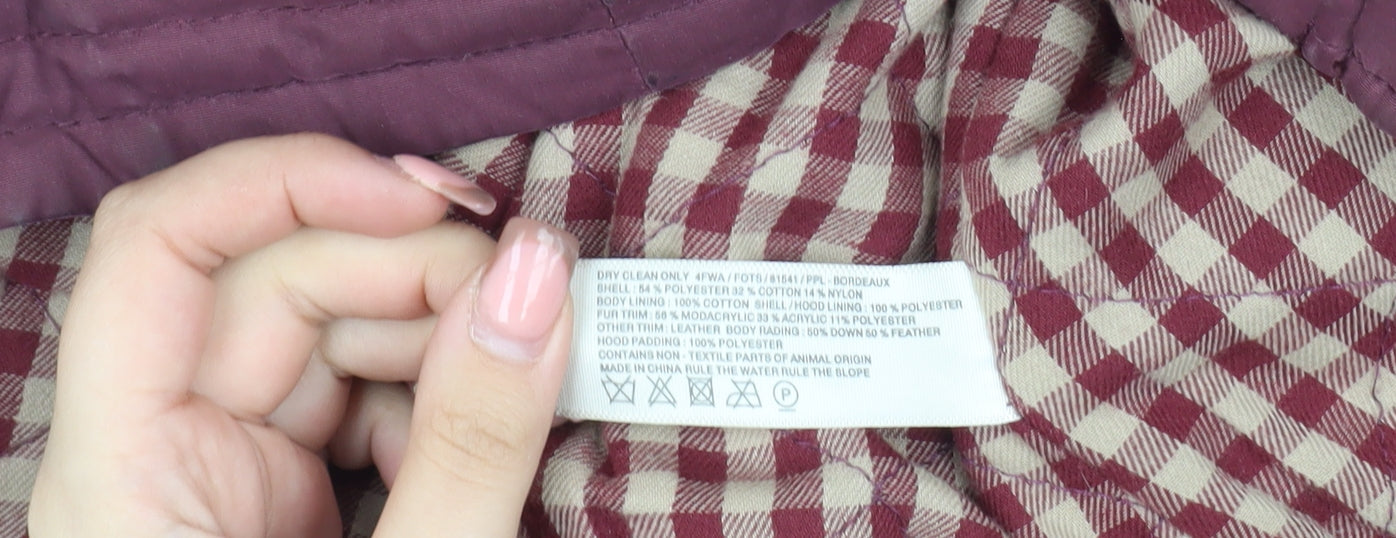 DRY CLEAN ONLY 4FWA / FOTS / 81541 / PPL - BORDEAUX
SHELL : 54 % POLYESTER 32 % COTTON 14 % NYLON
BODY LINING : 100% COTTON SHELL / HOOD LINING : 100 % POLYESTER
FUR TRIM : 56 % MODACRYLIC 33 % ACRYLIC 11% POLYESTER
OTHER TRIM : LEATHER BODY RADING : 50% DOWN 50 % FEATHER
HOOD PADDING : 100% POLYESTER
CONTAINS NON - TEXTILE PARTS OF ANIMAL ORIGIN
MADE IN CHINA RULE THE WATER RULE THE SLOPE
P